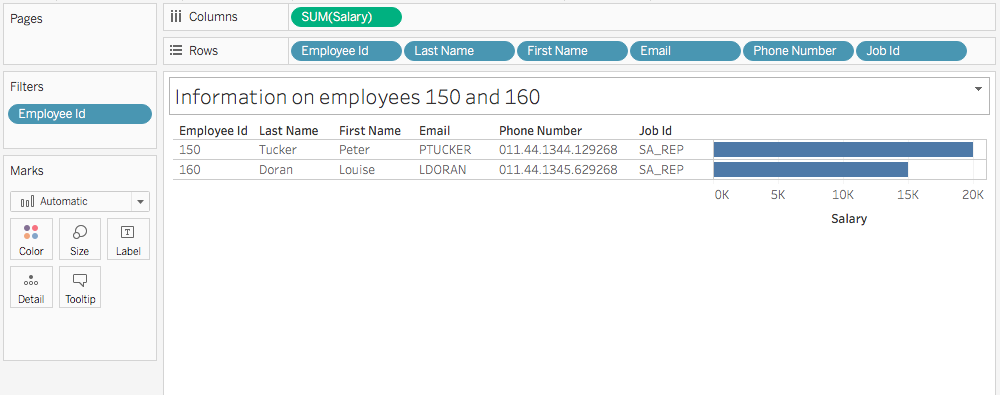 Pages
Columns SUM(Salary)
Rows Employee Id Last Name First Name Email Phone Number Job Id
Filters
Employee Id
Marks
Automatic
Color Size Label
Detail Tooltip
Information on employees 150 and 160
Employee Id Last Name First Name Email Phone Number Job Id
150 Tucker Peter PTUCKER 011.44.1344.129268 SA_REP
160 Doran Louise LDORAN 011.44.1345.629268 SA_REP
0K 5K 10K 15K 20K
Salary